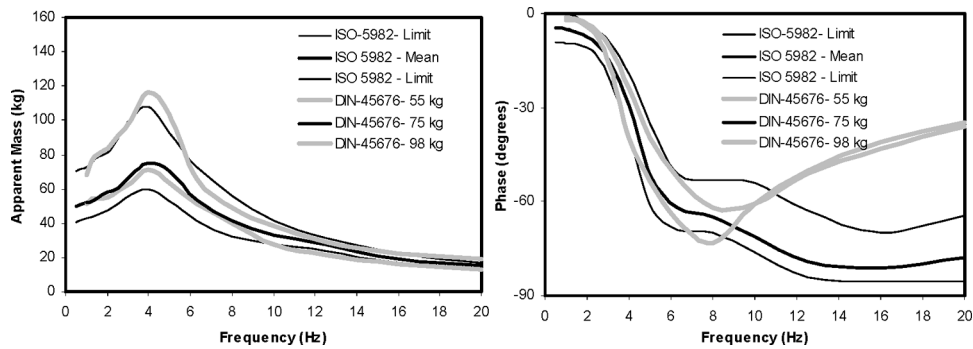 160
140
120
100
80
60
40
20
0
Apparent Mass (kg)
ISO-5982- Limit
ISO 5982 - Mean
ISO 5982 - Limit
DIN-45676- 55 kg
DIN-45676- 75 kg
DIN-45676- 98 kg
0 2 4 6 8 10 12 14 16 18 20
Frequency (Hz)
0
-30
-60
-90
Phase (degrees)
ISO-5982- Limit
ISO 5982 - Mean
ISO 5982 - Limit
DIN-45676- 55 kg
DIN-45676- 75 kg
DIN-45676- 98 kg
0 2 4 6 8 10 12 14 16 18 20
Frequency (Hz)